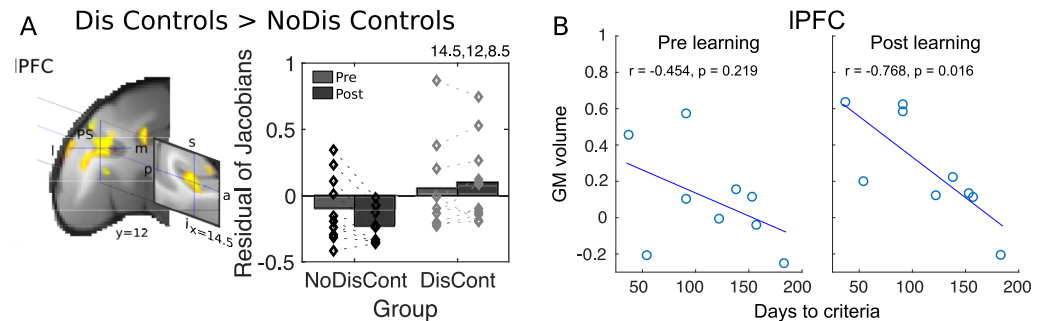 A
Dis Controls > NoDis Controls
lPFC
PS
l
m
s
p
a
i
y=12
x=14.5
14.5,12,8.5
Pre
Post
1
0.5
0
-0.5
Residual of Jacobians
NoDisCont
DisCont
Group
B
lPFC
Pre learning
Post learning
r = -0.454, p = 0.219
r = -0.768, p = 0.016
1
0.8
0.6
0.4
0.2
0
-0.2
GM volume
50
100
150
200
50
100
150
200
Days to criteria